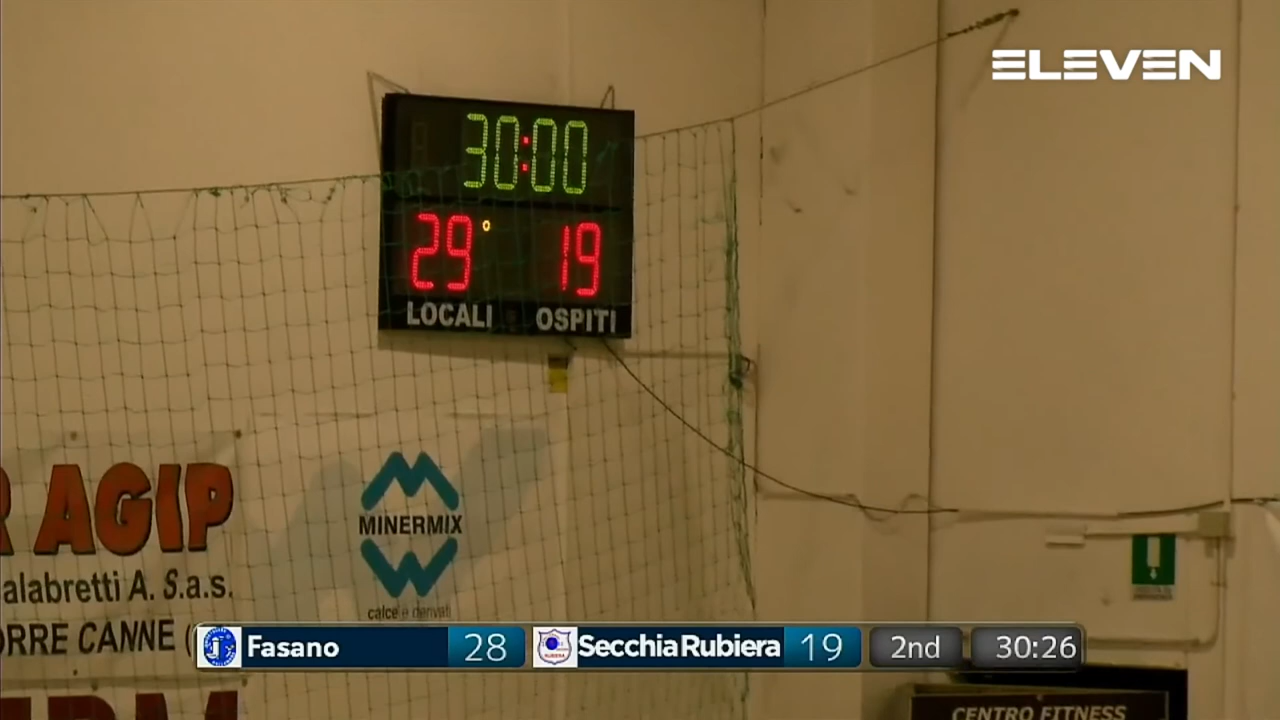 ELEVEN
30:00
29 19
LOCALI OSPITI
R AGIP
MINERMIX
alabretti A. S.a.s.
calce e derivati
ORRE CANNE (
Fasano 28 SecchiaRubiera 19 2nd 30:26
CENTRO FITNESS